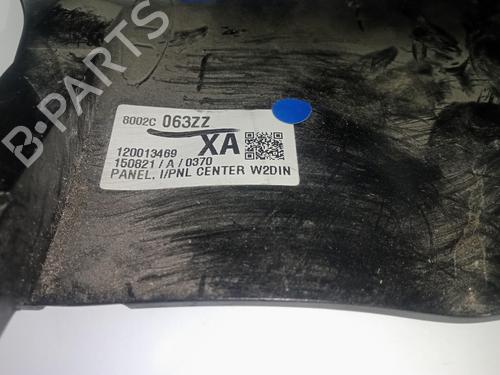 B-PARTS
8002C 063ZZ
XA
120013469
150821 / A / 0370
PANEL, I/PNL CENTER W2DIN